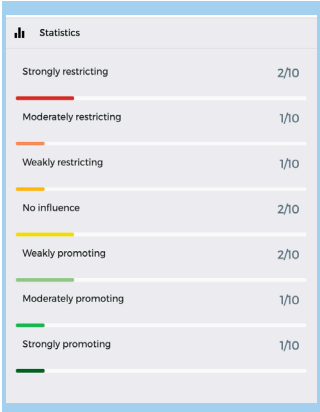 Statistics
Strongly restricting 2/10
Moderately restricting 1/10
Weakly restricting 1/10
No influence 2/10
Weakly promoting 2/10
Moderately promoting 1/10
Strongly promoting 1/10